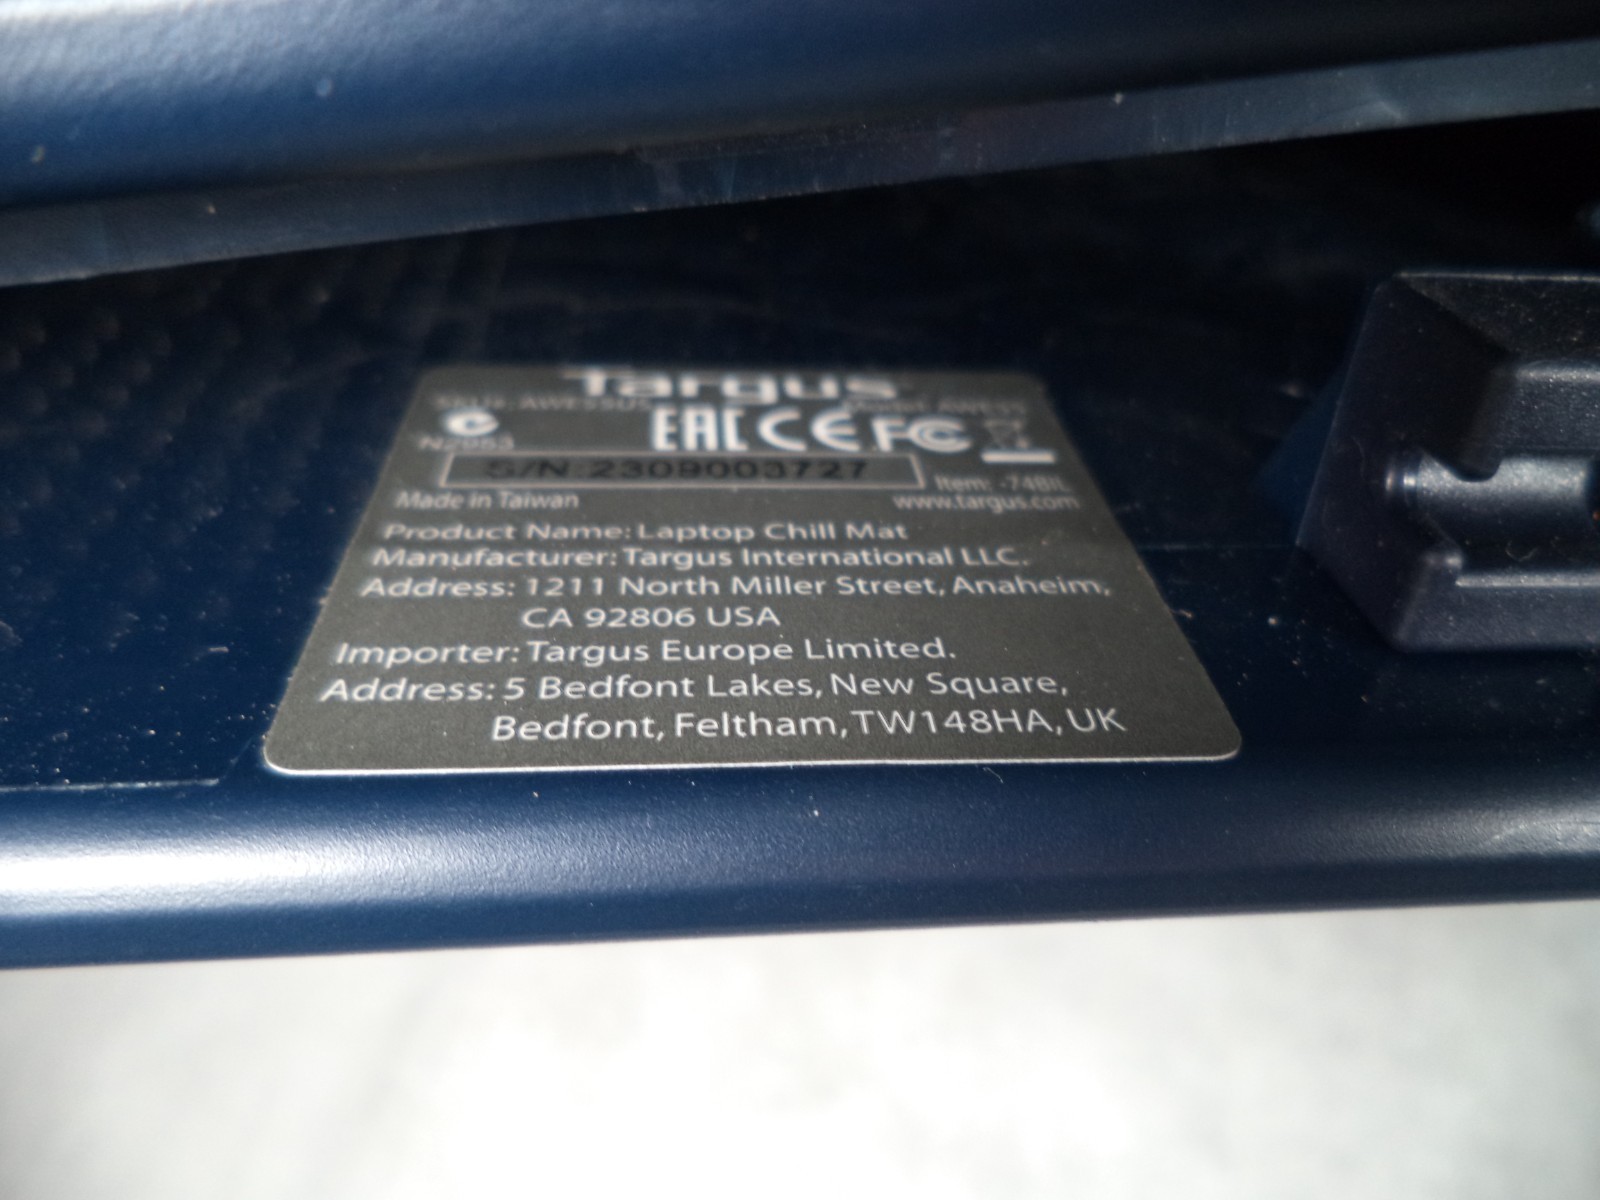 Targus
EAC CE FC
N2953
S/N:2309003727
Made in Taiwan
www.targus.com
Product Name: Laptop Chill Mat
Manufacturer: Targus International LLC.
Address: 1211 North Miller Street, Anaheim,
CA 92806 USA
Importer: Targus Europe Limited.
Address: 5 Bedfont Lakes, New Square,
Bedfont, Feltham, TW148HA, UK